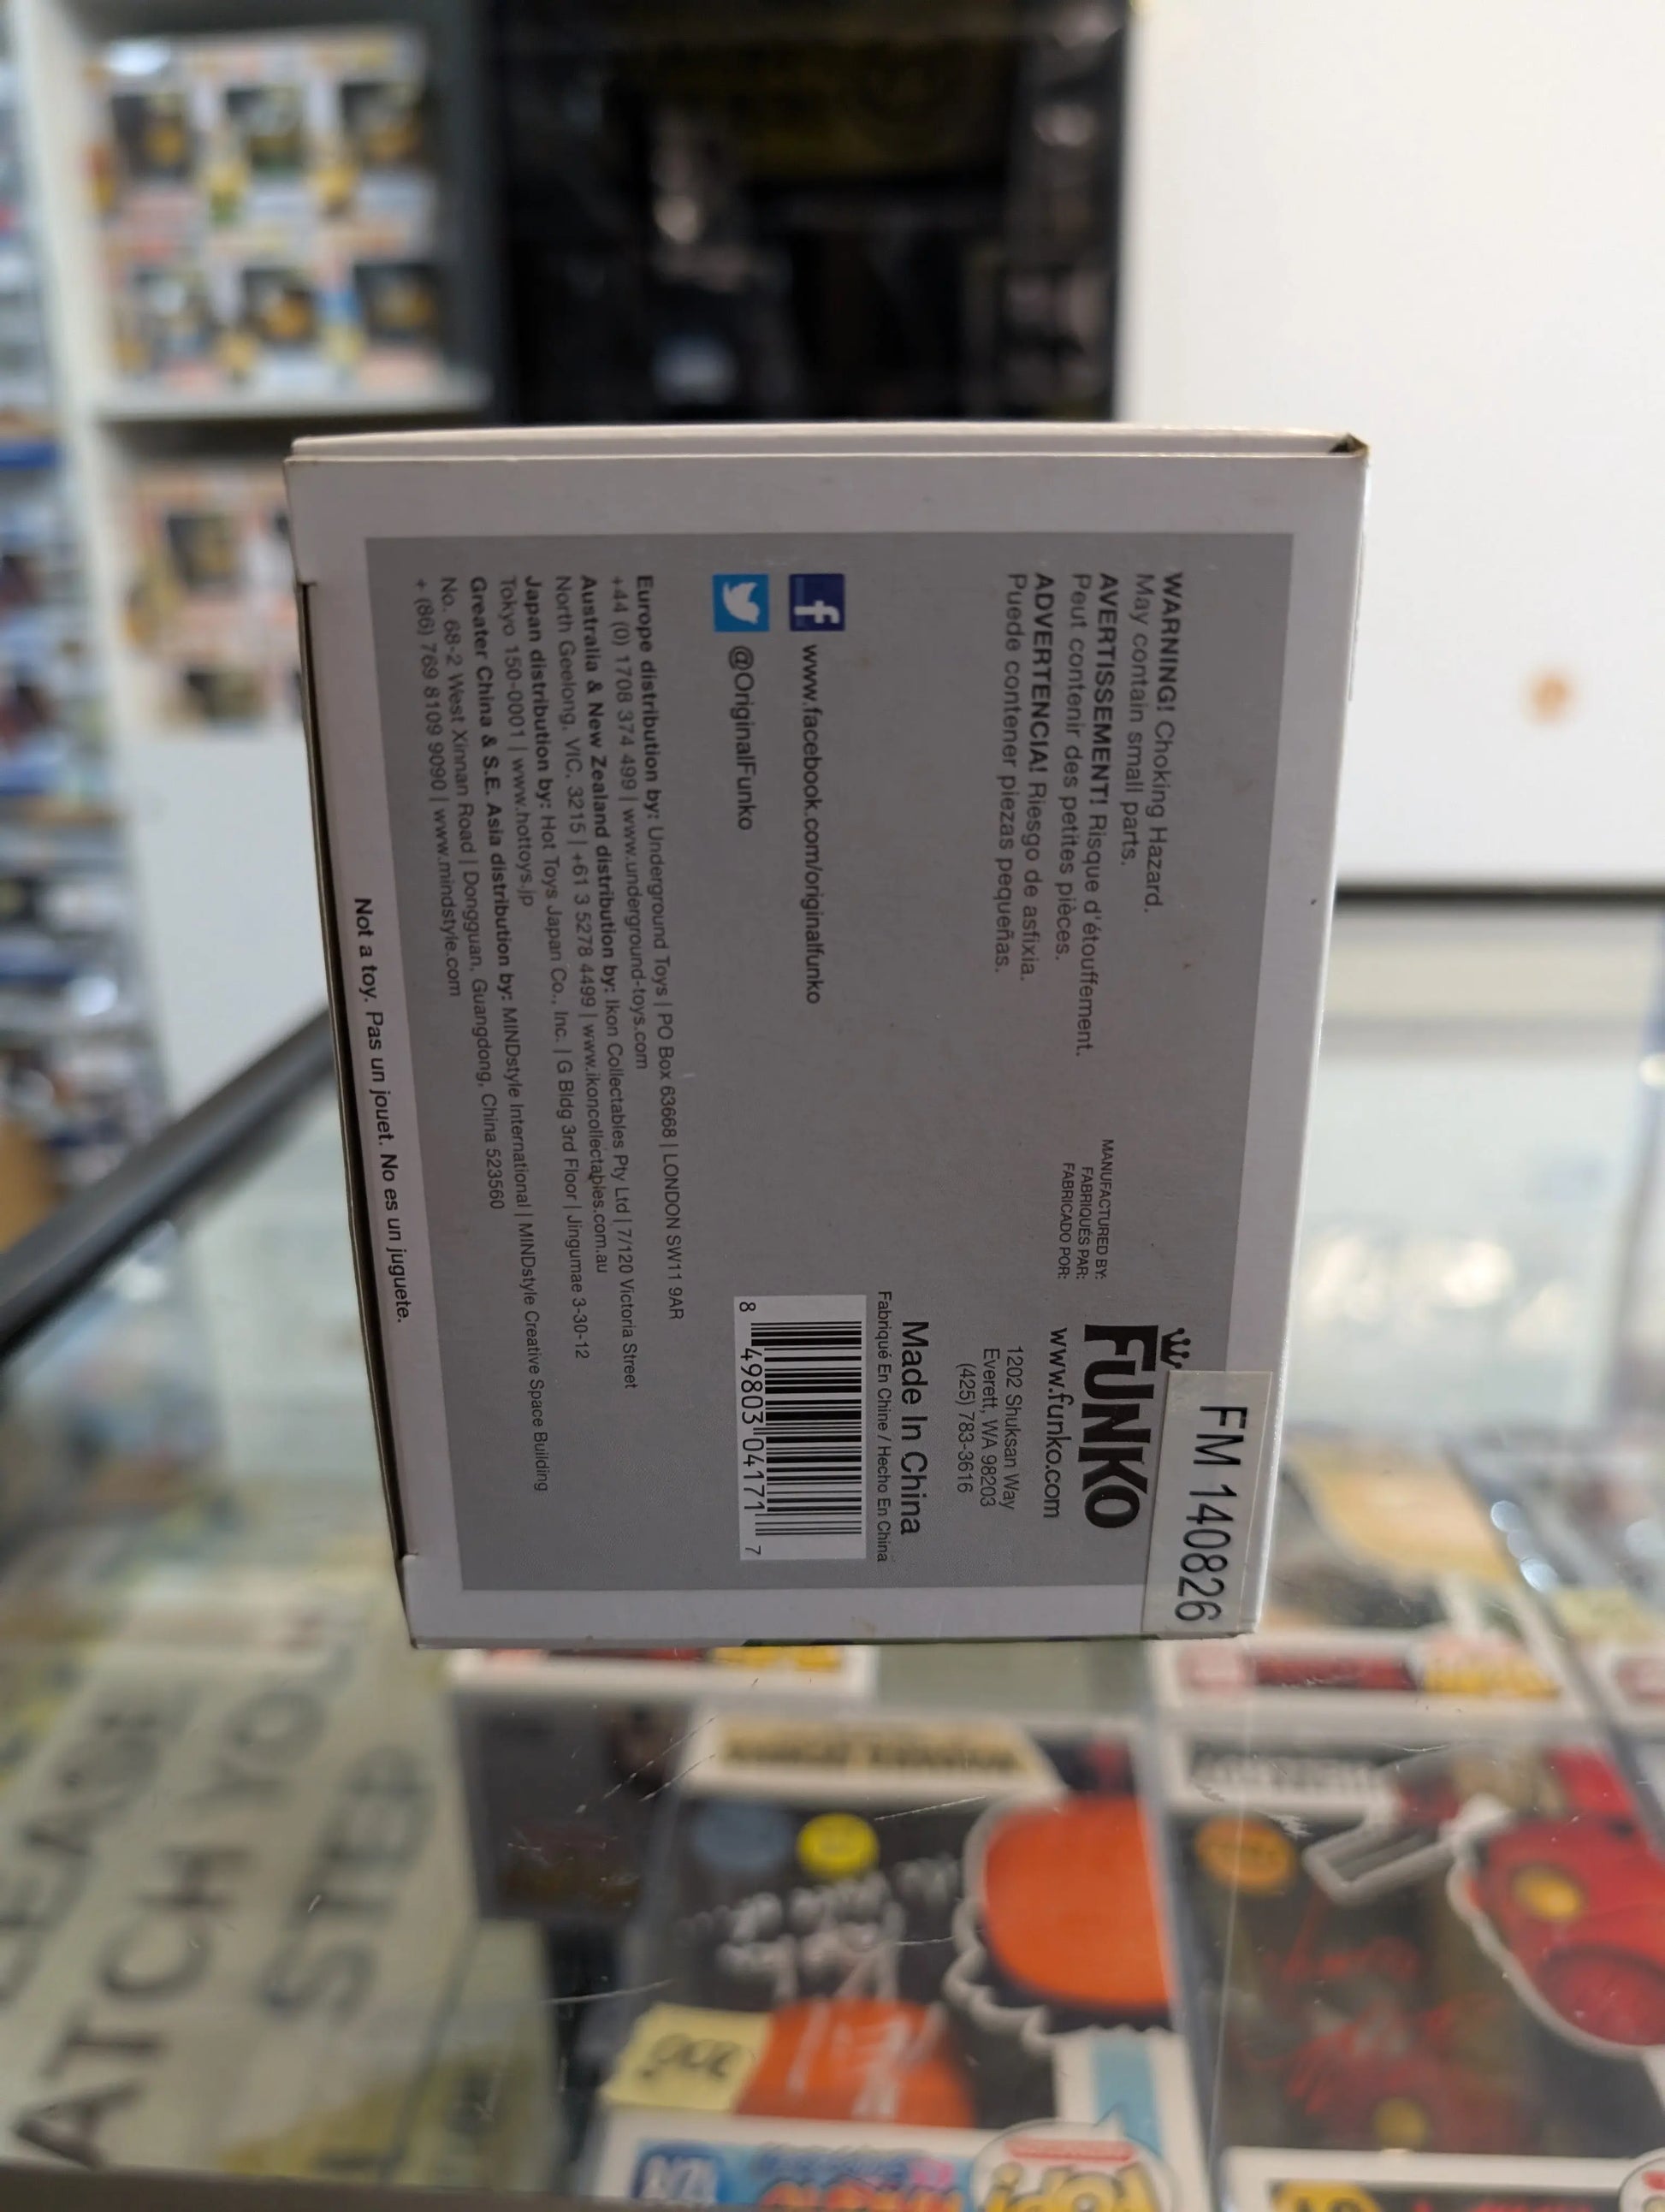 WARNING! Choking Hazard.
May contain small parts.
AVERTISSEMENT! Risque d'étouffement.
Peut contenir des petites pièces.
ADVERTENCIA! Riesgo de asfixia.
Puede contener piezas pequeñas.
www.facebook.com/originalfunko
@OriginalFunko
MANUFACTURED BY:
FABRIQUÉS PAR:
FABRICADO POR:
FUNKO
FM 140826
www.funko.com
1202 Shuksan Way
Everett, WA 98203
(425) 783-3616
Made In China
Fabriqué En Chine / Hecho En China
8 49803 04171 7
Europe distribution by: Underground Toys | PO Box 63668 | LONDON SW11 9AR
+44 (0) 1708 374 499 | www.underground-toys.com
Australia & New Zealand distribution by: Ikon Collectables Pty Ltd | 7/120 Victoria Street
North Geelong, VIC, 3215 | +61 3 5278 4499 | www.ikoncollectables.com.au
Japan distribution by: Hot Toys Japan Co., Inc. | G Bldg 3rd Floor | Jingumae 3-30-12
Tokyo 150-0001 | www.hottoys.jp
Greater China & S.E. Asia distribution by: MINDstyle International | MINDstyle Creative Space Building
No. 68-2 West Xinnan Road | Dongguan, Guangdong, China 523560
+ (86) 769 8109 9090 | www.mindstyle.com
Not a toy. Pas un jouet. No es un juguete.
STEP
POP!